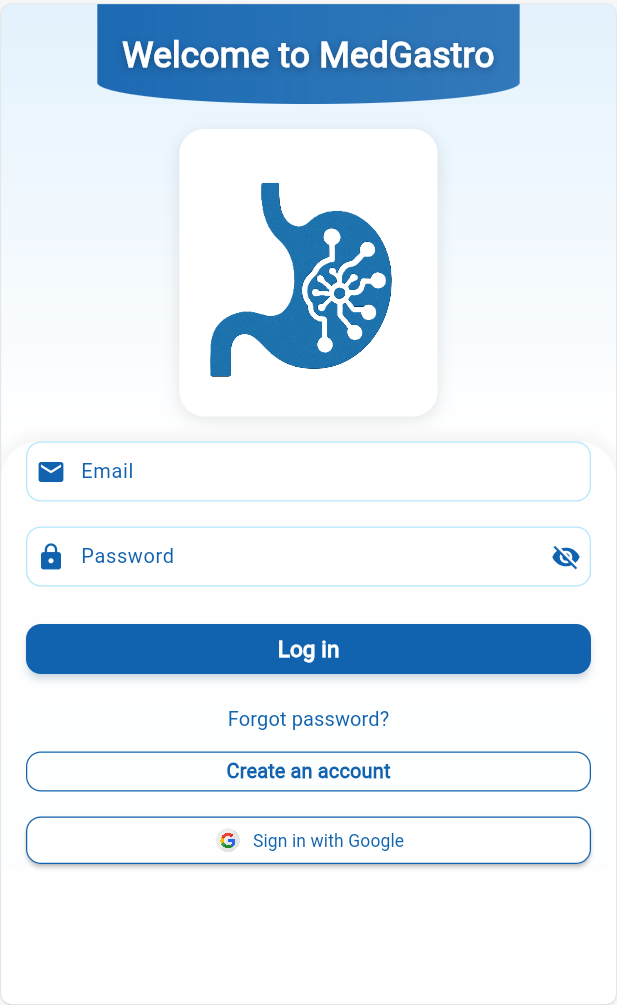 Welcome to MedGastro
Email
Password
Log in
Forgot password?
Create an account
Sign in with Google